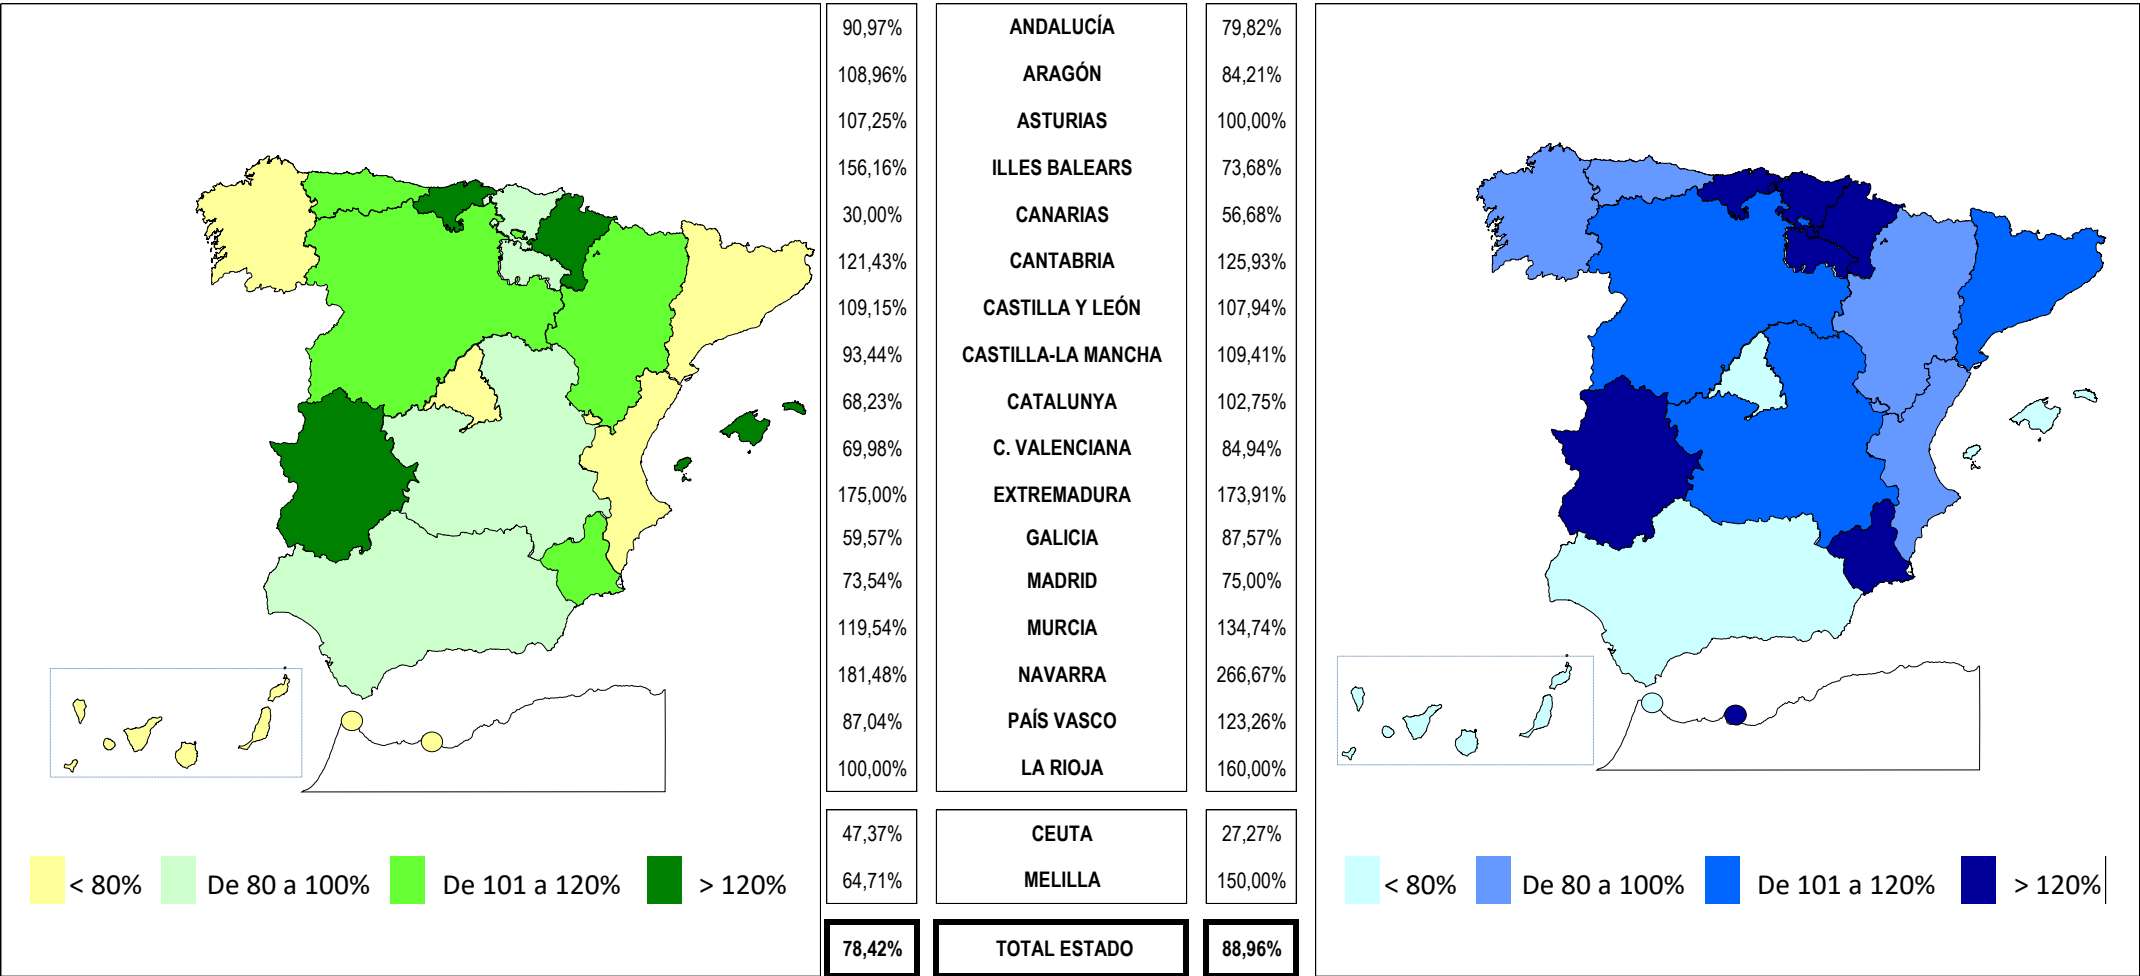 90,97% ANDALUCÍA 79,82%
108,96% ARAGÓN 84,21%
107,25% ASTURIAS 100,00%
156,16% ILLES BALEARS 73,68%
30,00% CANARIAS 56,68%
121,43% CANTABRIA 125,93%
109,15% CASTILLA Y LEÓN 107,94%
93,44% CASTILLA-LA MANCHA 109,41%
68,23% CATALUNYA 102,75%
69,98% C. VALENCIANA 84,94%
175,00% EXTREMADURA 173,91%
59,57% GALICIA 87,57%
73,54% MADRID 75,00%
119,54% MURCIA 134,74%
181,48% NAVARRA 266,67%
87,04% PAÍS VASCO 123,26%
100,00% LA RIOJA 160,00%
47,37% CEUTA 27,27%
64,71% MELILLA 150,00%
78,42% TOTAL ESTADO 88,96%
< 80% De 80 a 100% De 101 a 120% > 120%
< 80% De 80 a 100% De 101 a 120% > 120%